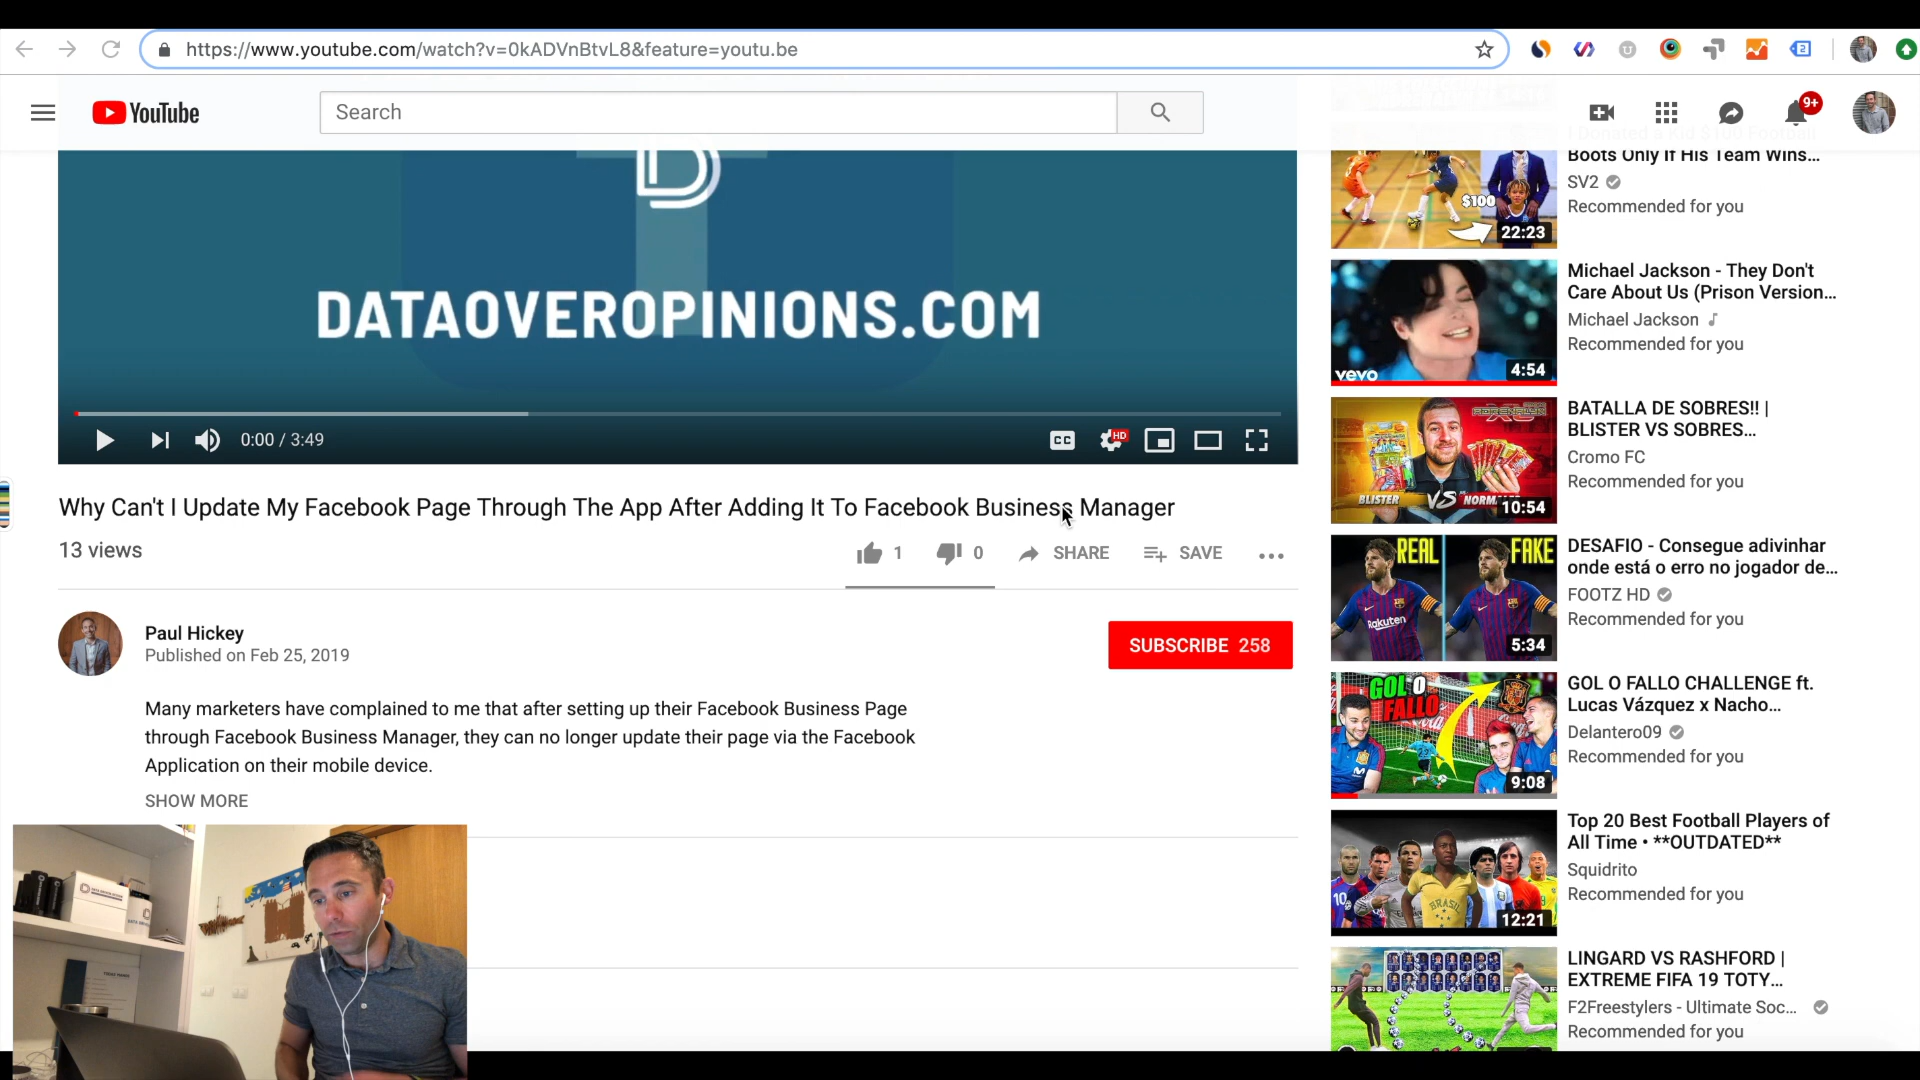 https://www.youtube.com/watch?v=0kADVnBtvL8&feature=youtu.be
2
YouTube
Search
9+
DATAOVEROPINIONS.COM
0:00 / 3:49
CC
HD
Why Can't I Update My Facebook Page Through The App After Adding It To Facebook Business Manager
13 views
1
0
SHARE
SAVE
Paul Hickey
Published on Feb 25, 2019
SUBSCRIBE 258
Many marketers have complained to me that after setting up their Facebook Business Page
through Facebook Business Manager, they can no longer update their page via the Facebook
Application on their mobile device.
SHOW MORE
$100
22:23
Boots Only If His Team Wins...
SV2
Recommended for you
vevo
4:54
Michael Jackson - They Don't
Care About Us (Prison Version...
Michael Jackson
Recommended for you
BLISTER VS NORM...
10:54
BATALLA DE SOBRES!! |
BLISTER VS SOBRES...
Cromo FC
Recommended for you
REAL FAKE
Rakuten
5:34
DESAFIO - Consegue adivinhar
onde está o erro no jogador de...
FOOTZ HD
Recommended for you
GOL O
FALLO
9:08
GOL O FALLO CHALLENGE ft.
Lucas Vázquez x Nacho...
Delantero09
Recommended for you
10
BRASIL
12:21
Top 20 Best Football Players of
All Time • **OUTDATED**
Squidrito
Recommended for you
LINGARD VS RASHFORD |
EXTREME FIFA 19 TOTY...
F2Freestylers - Ultimate Soc...
Recommended for you